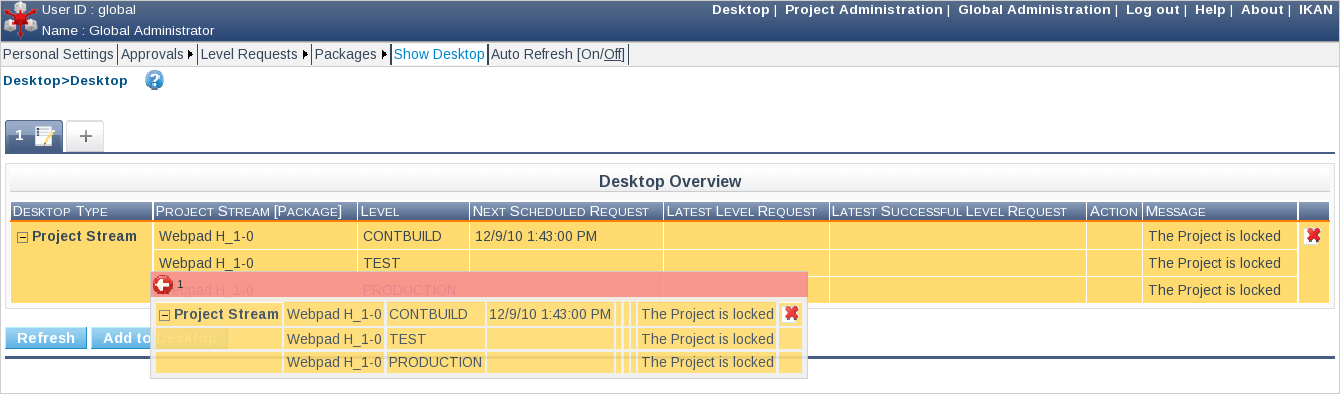 User ID : global
Desktop | Project Administration | Global Administration | Log out | Help | About | IKAN
Name : Global Administrator
Personal Settings Approvals Level Requests Packages Show Desktop Auto Refresh [On/Off]
Desktop>Desktop ?
1 +
Desktop Overview
Desktop Type Project Stream [Package] Level Next Scheduled Request Latest Level Request Latest Successful Level Request Action Message
Project Stream Webpad H_1-0 CONTBUILD 12/9/10 1:43:00 PM The Project is locked
Webpad H_1-0 TEST The Project is locked
Webpad H_1-0 PRODUCTION The Project is locked
1
Project Stream Webpad H_1-0 CONTBUILD 12/9/10 1:43:00 PM The Project is locked
Refresh Add to Desktop
Webpad H_1-0 TEST The Project is locked
Webpad H_1-0 PRODUCTION The Project is locked